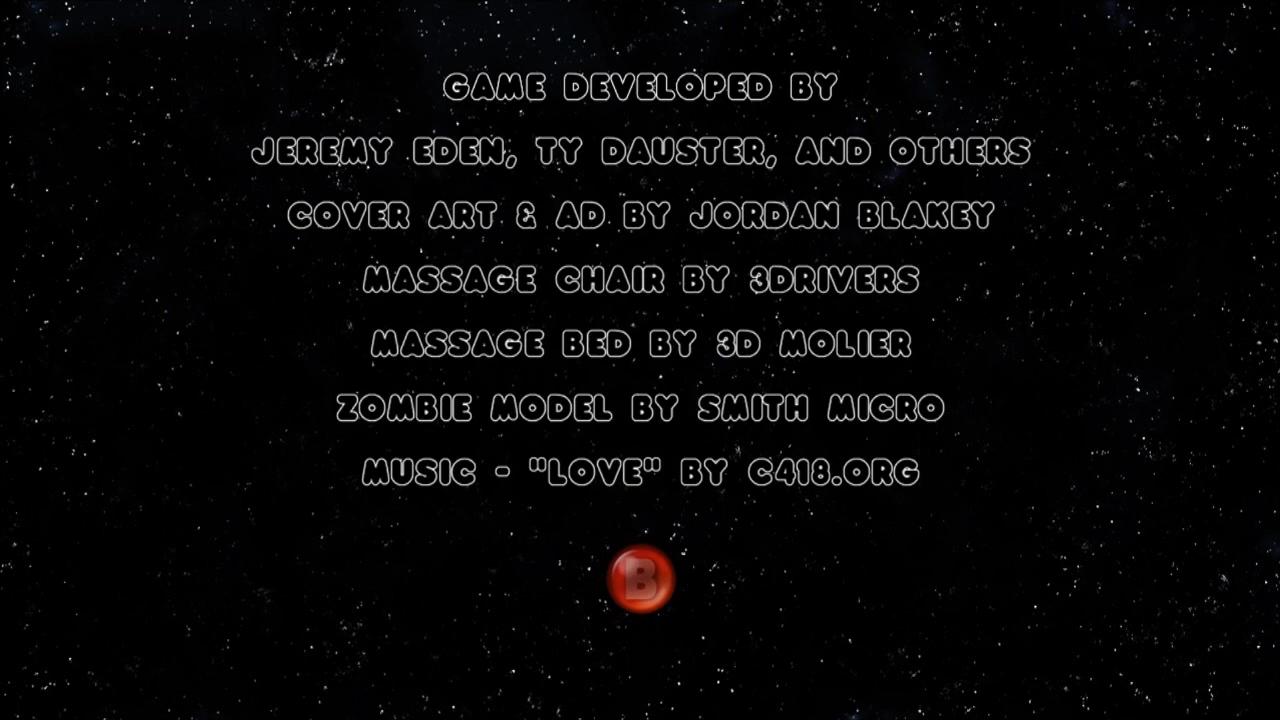 GAME DEVELOPED BY
JEREMY EDEN, TY DAUSTER, AND OTHERS
COVER ART & AD BY JORDAN BLAKEY
MASSAGE CHAIR BY 3DRIVERS
MASSAGE BED BY 3D MOLIER
ZOMBIE MODEL BY SMITH MICRO
MUSIC - "LOVE" BY C418.ORG
B